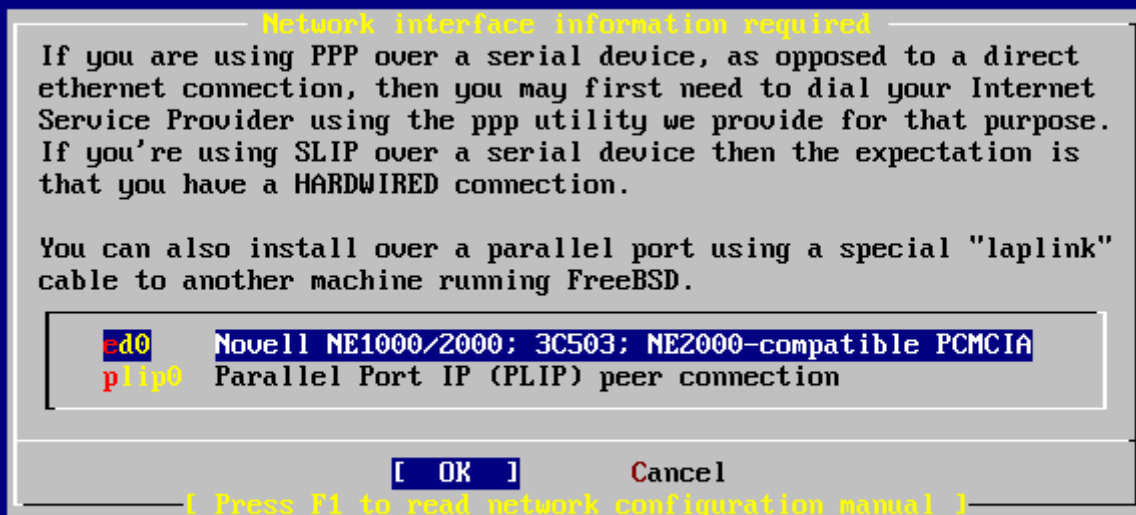 Network interface information required
If you are using PPP over a serial device, as opposed to a direct
ethernet connection, then you may first need to dial your Internet
Service Provider using the ppp utility we provide for that purpose.
If you're using SLIP over a serial device then the expectation is
that you have a HARDWIRED connection.
You can also install over a parallel port using a special "laplink"
cable to another machine running FreeBSD.
ed0 Novell NE1000/2000; 3C503; NE2000-compatible PCMCIA
plip0 Parallel Port IP (PLIP) peer connection
[ OK ] Cancel
[ Press F1 to read network configuration manual ]